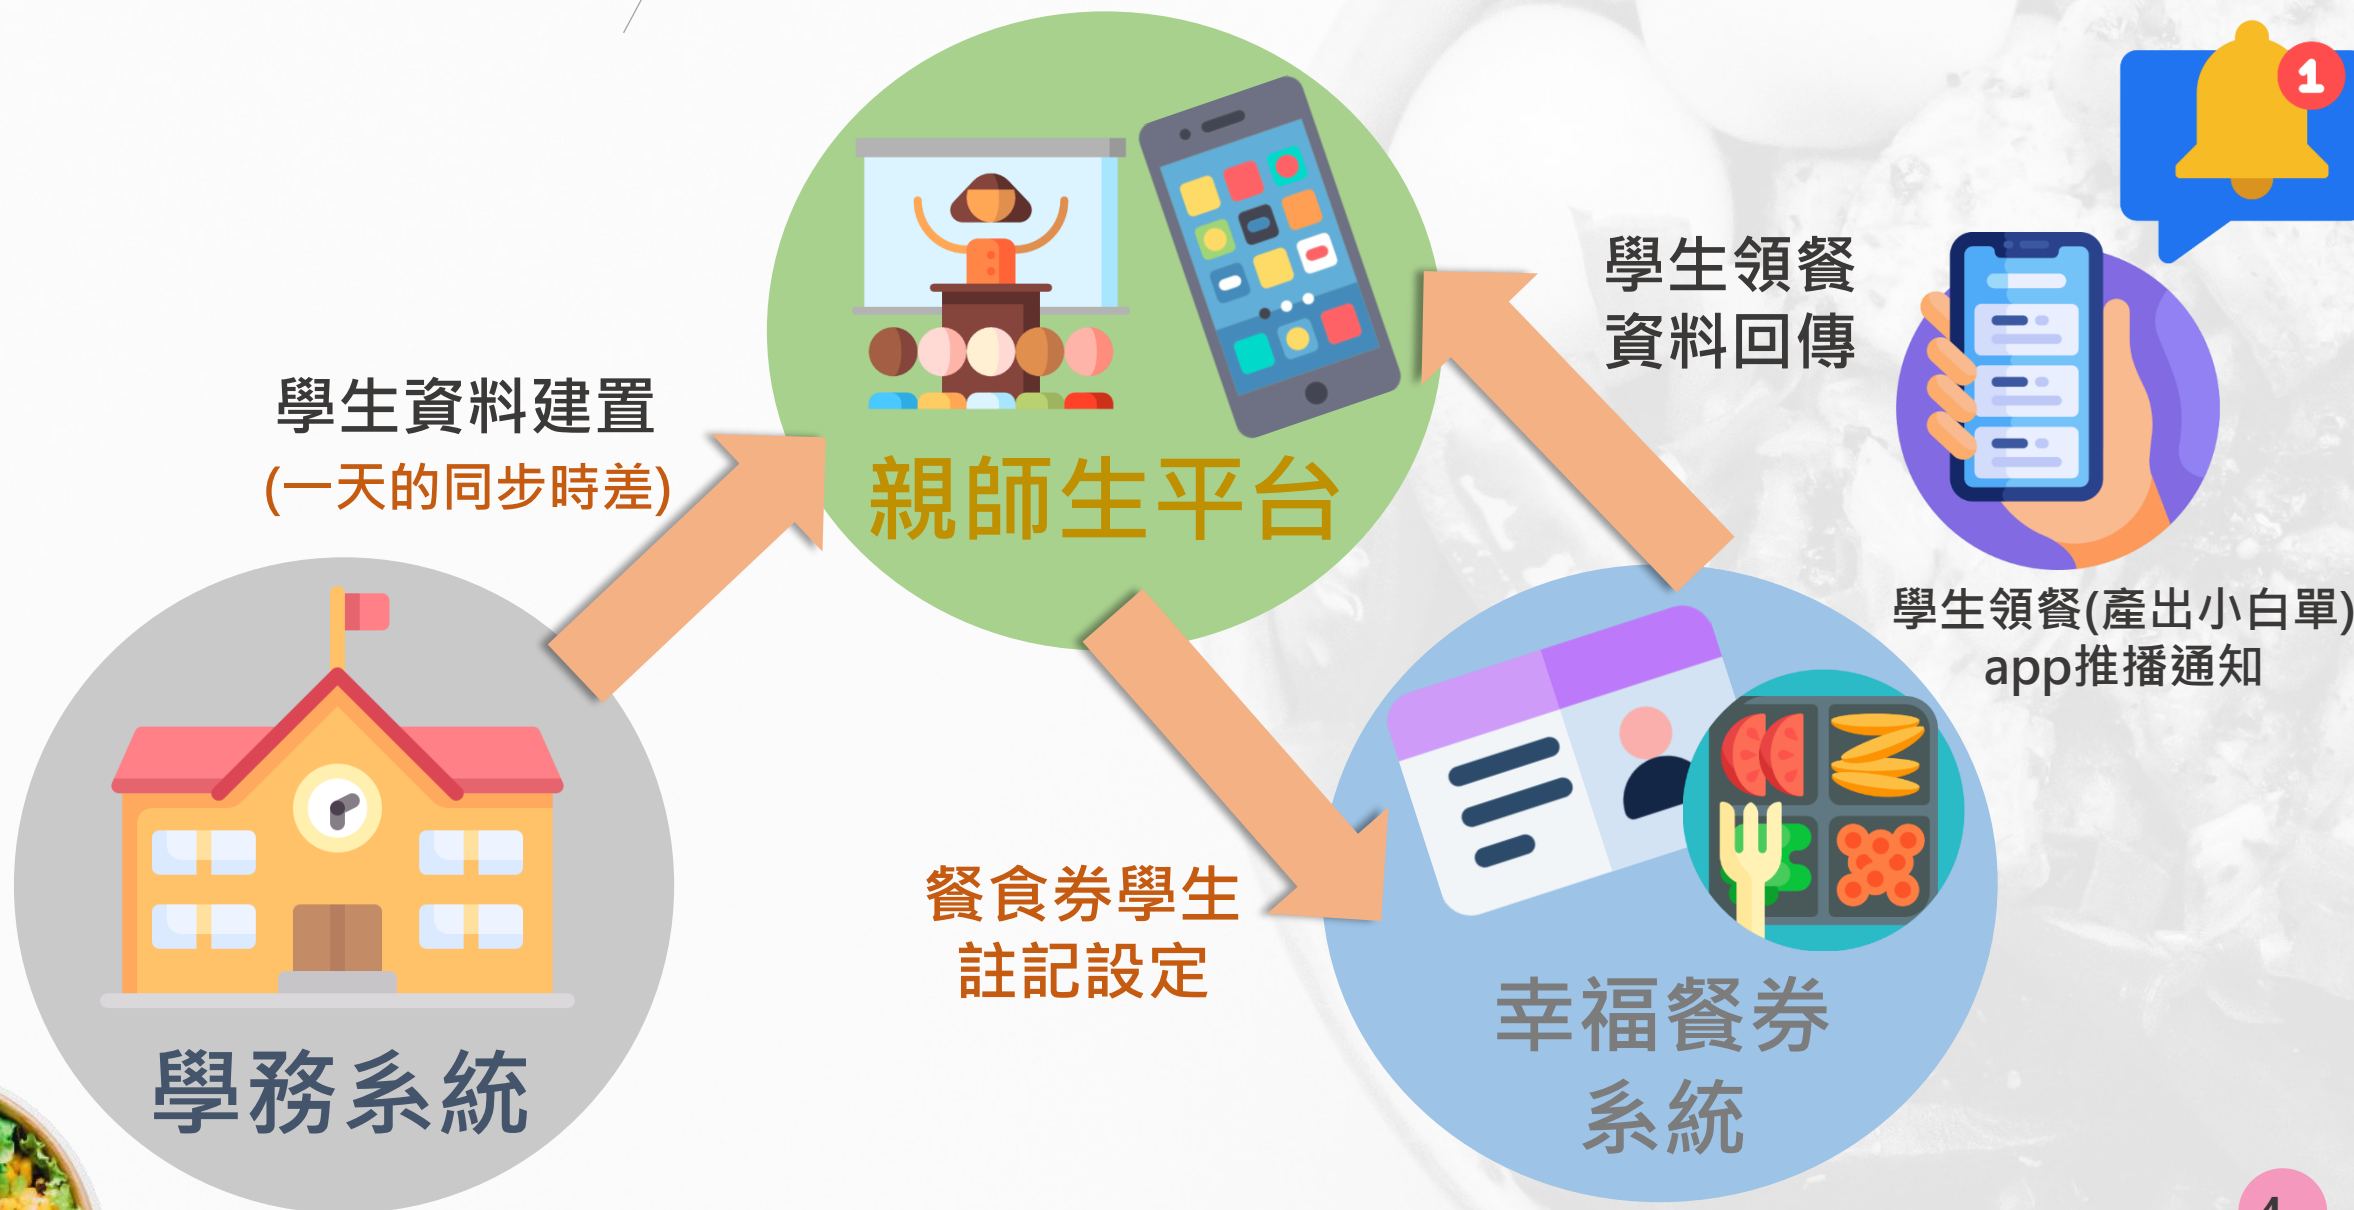 學生資料建置
(一天的同步時差)
學務系統
親師生平台
餐食券學生
註記設定
學生領餐
資料回傳
幸福餐券
系統
1
學生領餐(產出小白單)
app推播通知
4